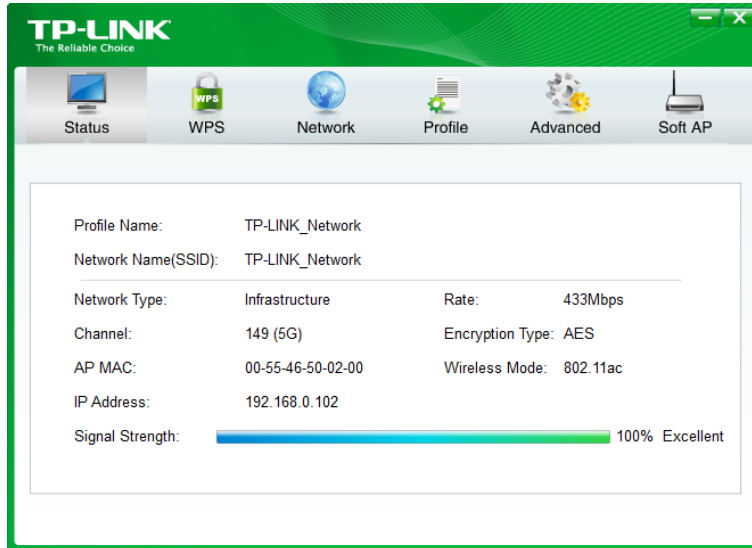 TP-LINK
The Reliable Choice
WPS
Status WPS Network Profile Advanced Soft AP
Profile Name: TP-LINK_Network
Network Name(SSID): TP-LINK_Network
Network Type: Infrastructure Rate: 433Mbps
Channel: 149 (5G) Encryption Type: AES
AP MAC: 00-55-46-50-02-00 Wireless Mode: 802.11ac
IP Address: 192.168.0.102
Signal Strength: 100% Excellent